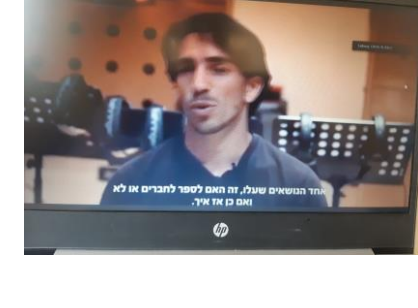 אחד הנושאים שעלו, זה האם לספר לחברים או לא
ואם כן אז איך.
hp